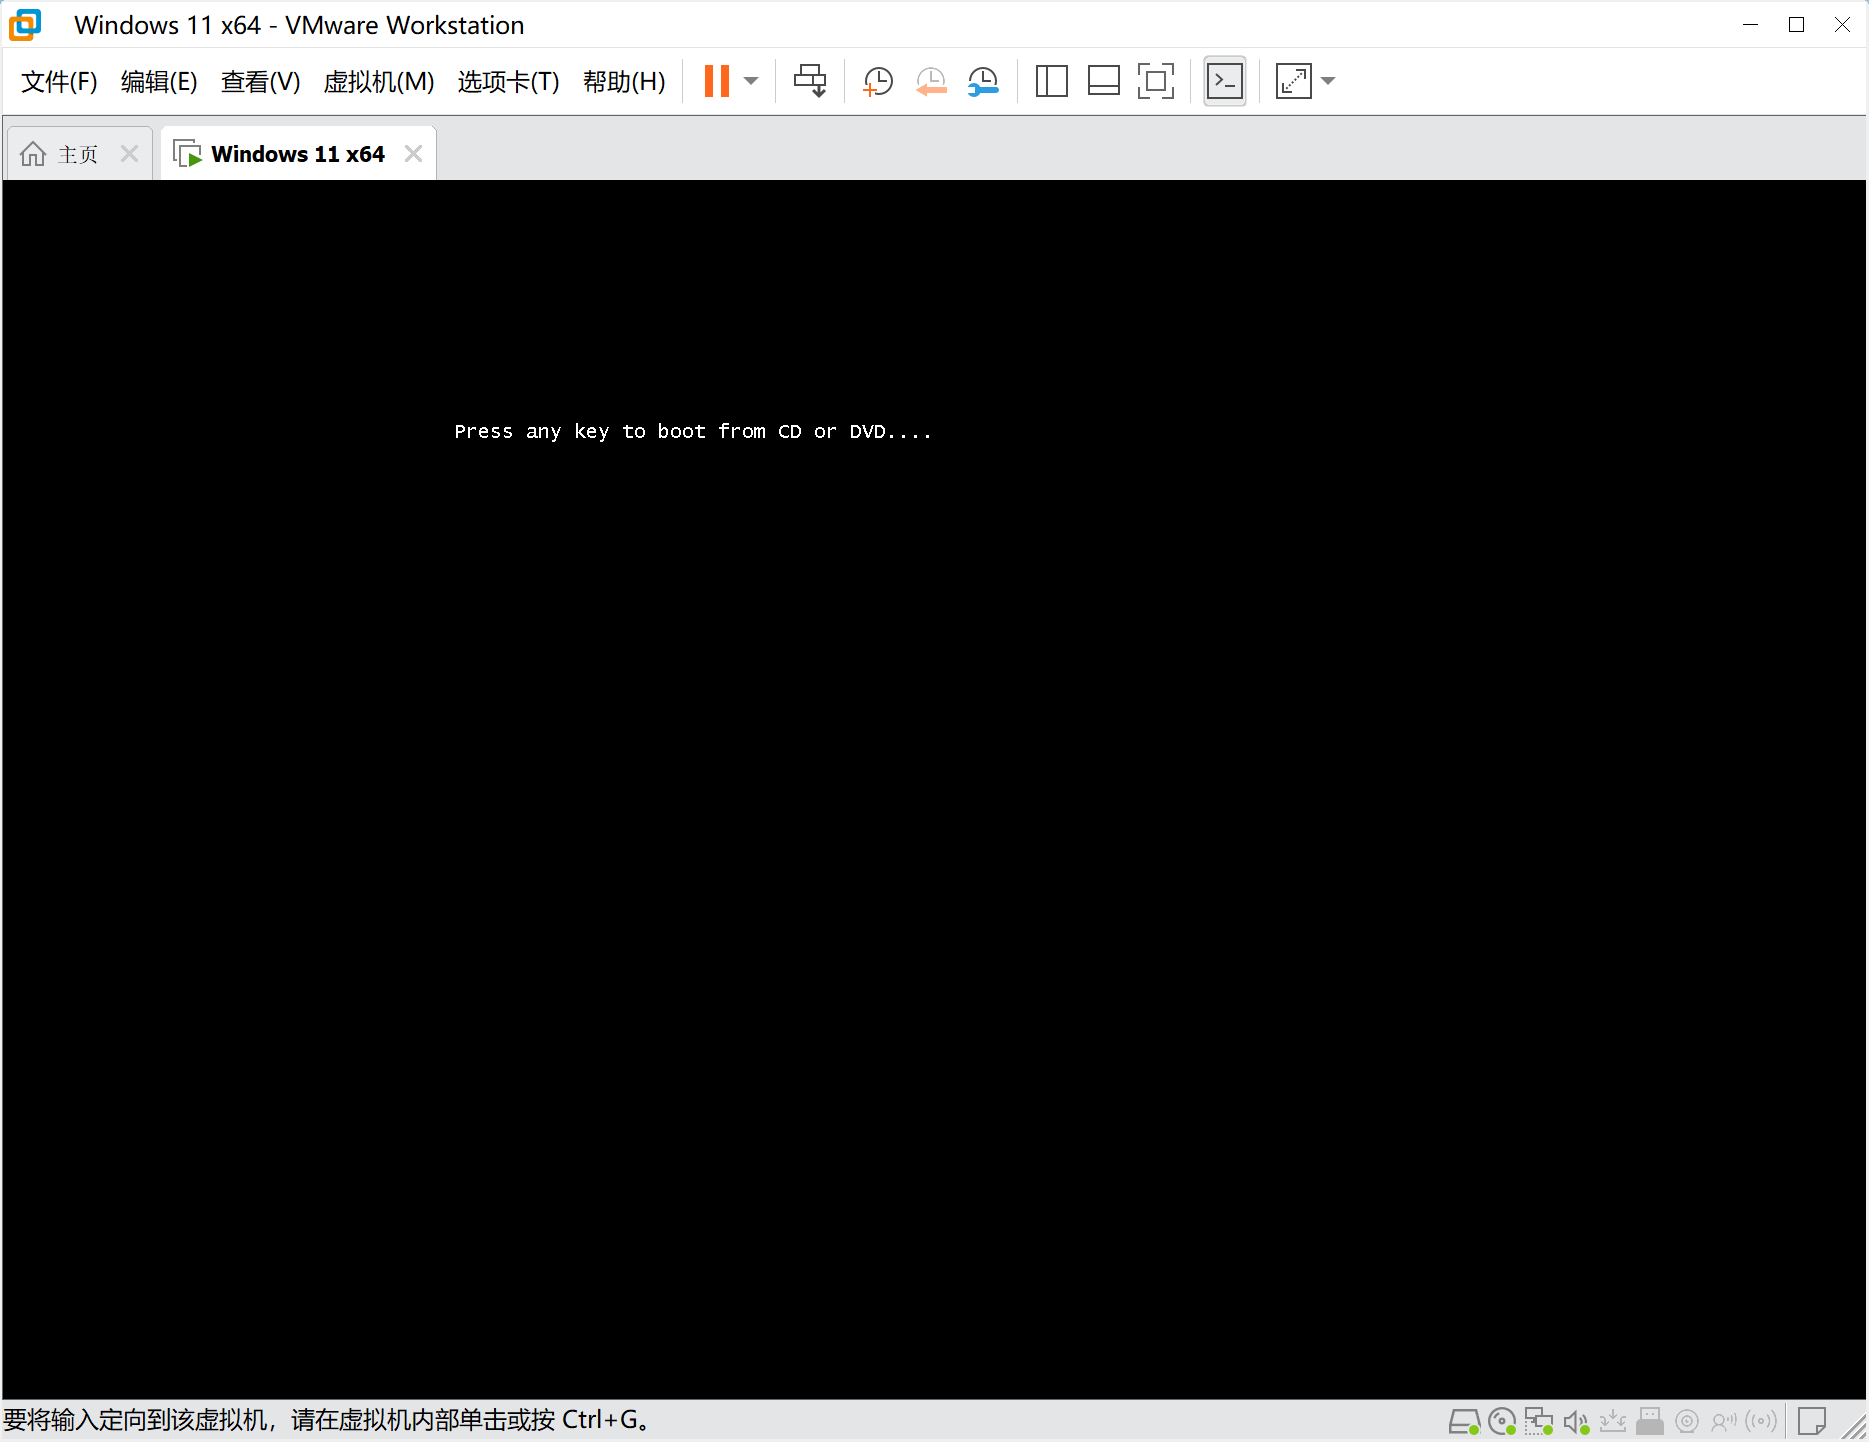 Windows 11 x64 - VMware Workstation
文件(F) 编辑(E) 查看(V) 虚拟机(M) 选项卡(T) 帮助(H)
主页 Windows 11 x64
Press any key to boot from CD or DVD....
要将输入定向到该虚拟机，请在虚拟机内部单击或按 Ctrl+G。